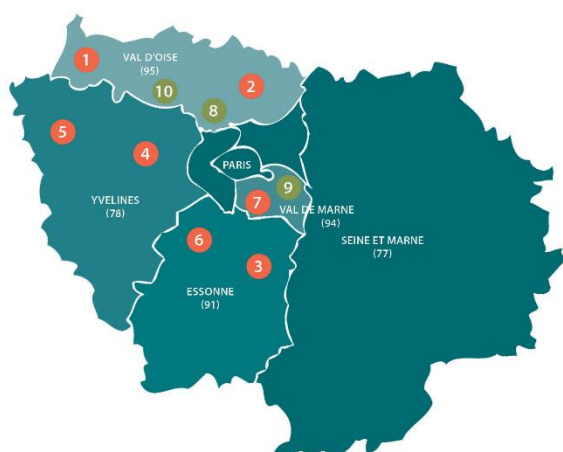 1
VAL D'OISE
(95)
2
10
8
5
4
PARIS
9
YVELINES
(78)
7
VAL DE MARNE
(94)
6
SEINE ET MARNE
(77)
3
ESSONNE
(91)